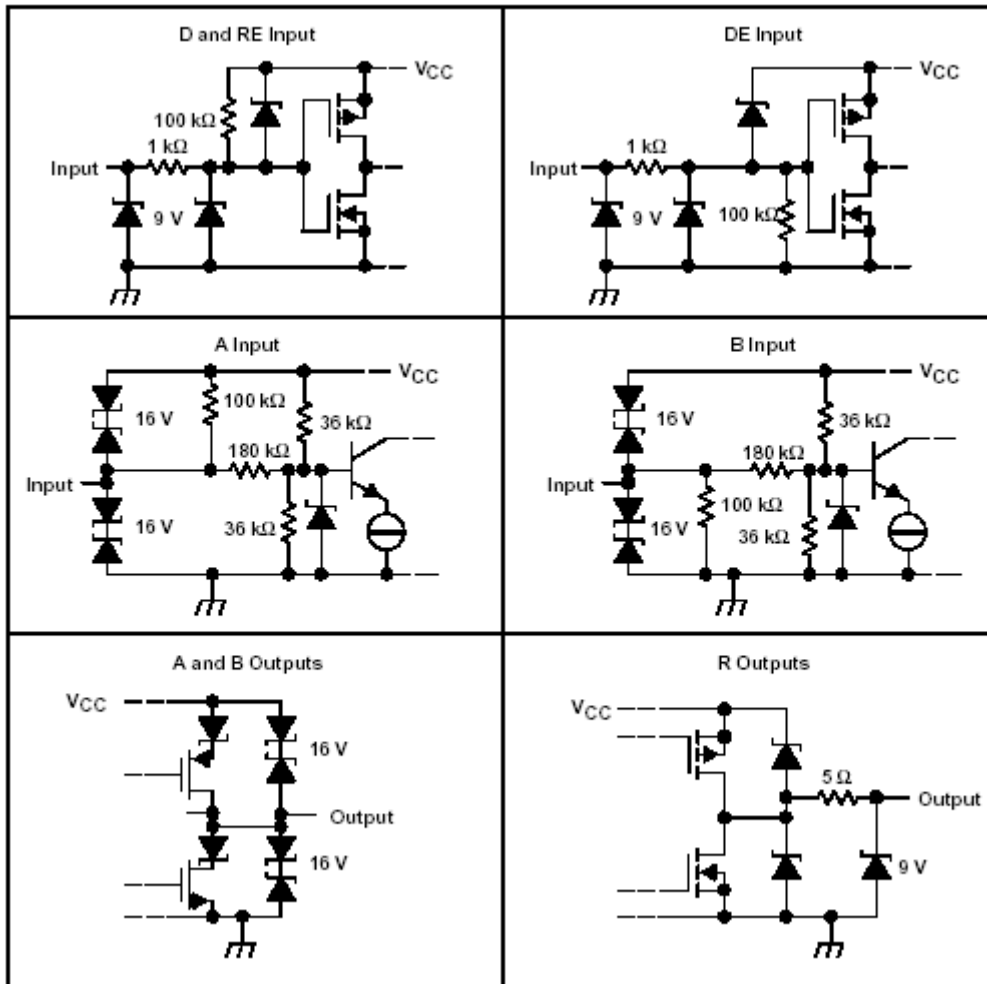 D and RE Input
VCC
100 kΩ
1 kΩ
Input
9 V
DE Input
VCC
1 kΩ
Input
9 V
100 kΩ
A Input
VCC
16 V
100 kΩ
36 kΩ
180 kΩ
Input
16 V
36 kΩ
B Input
VCC
16 V
36 kΩ
180 kΩ
Input
16 V
100 kΩ
36 kΩ
A and B Outputs
VCC
16 V
Output
16 V
R Outputs
VCC
5 Ω
Output
9 V